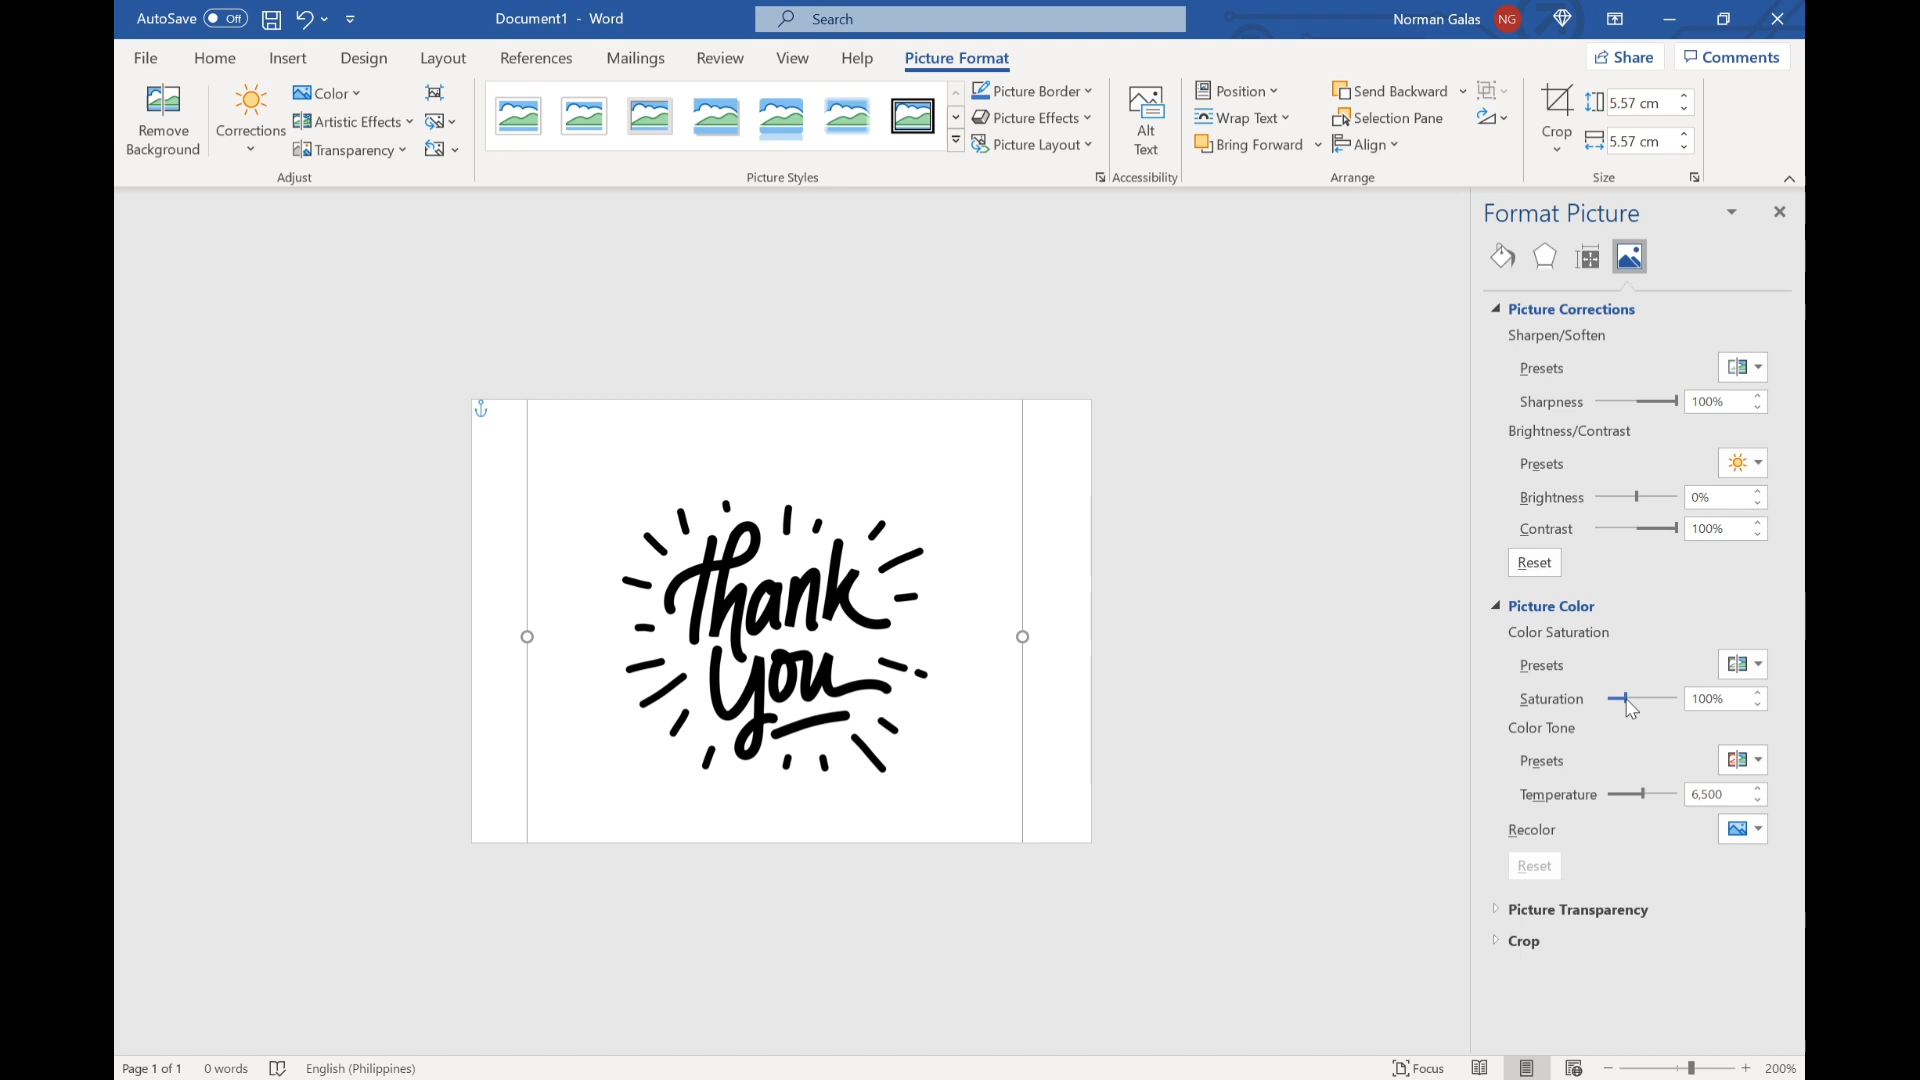 AutoSave Off Document1 - Word Search Norman Galas NG
File Home Insert Design Layout References Mailings Review View Help Picture Format Share Comments
Remove Background
Corrections
Color
Artistic Effects
Transparency
Adjust
Picture Styles
Picture Border
Picture Effects
Picture Layout
Alt Text
Accessibility
Position
Wrap Text
Bring Forward
Send Backward
Selection Pane
Align
Arrange
Crop
5.57 cm
5.57 cm
Size
Format Picture
Picture Corrections
Sharpen/Soften
Presets
Sharpness 100%
Brightness/Contrast
Presets
Brightness 0%
Contrast 100%
Reset
Picture Color
Color Saturation
Presets
Saturation 100%
Color Tone
Presets
Temperature 6,500
Recolor
Reset
Picture Transparency
Crop
Thank
you
Page 1 of 1 0 words English (Philippines) Focus 200%